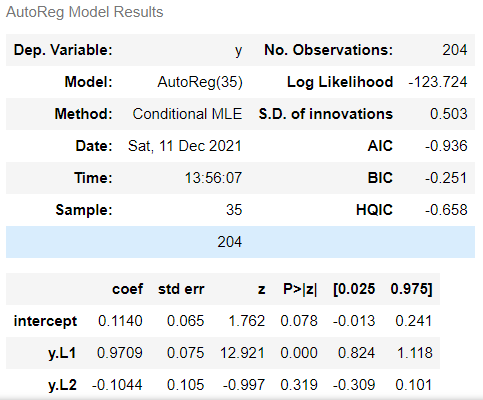 AutoReg Model Results
Dep. Variable: y No. Observations: 204
Model: AutoReg(35) Log Likelihood -123.724
Method: Conditional MLE S.D. of innovations 0.503
Date: Sat, 11 Dec 2021 AIC -0.936
Time: 13:56:07 BIC -0.251
Sample: 35 HQIC -0.658
204
coef std err z P>|z| [0.025 0.975]
intercept 0.1140 0.065 1.762 0.078 -0.013 0.241
y.L1 0.9709 0.075 12.921 0.000 0.824 1.118
y.L2 -0.1044 0.105 -0.997 0.319 -0.309 0.101